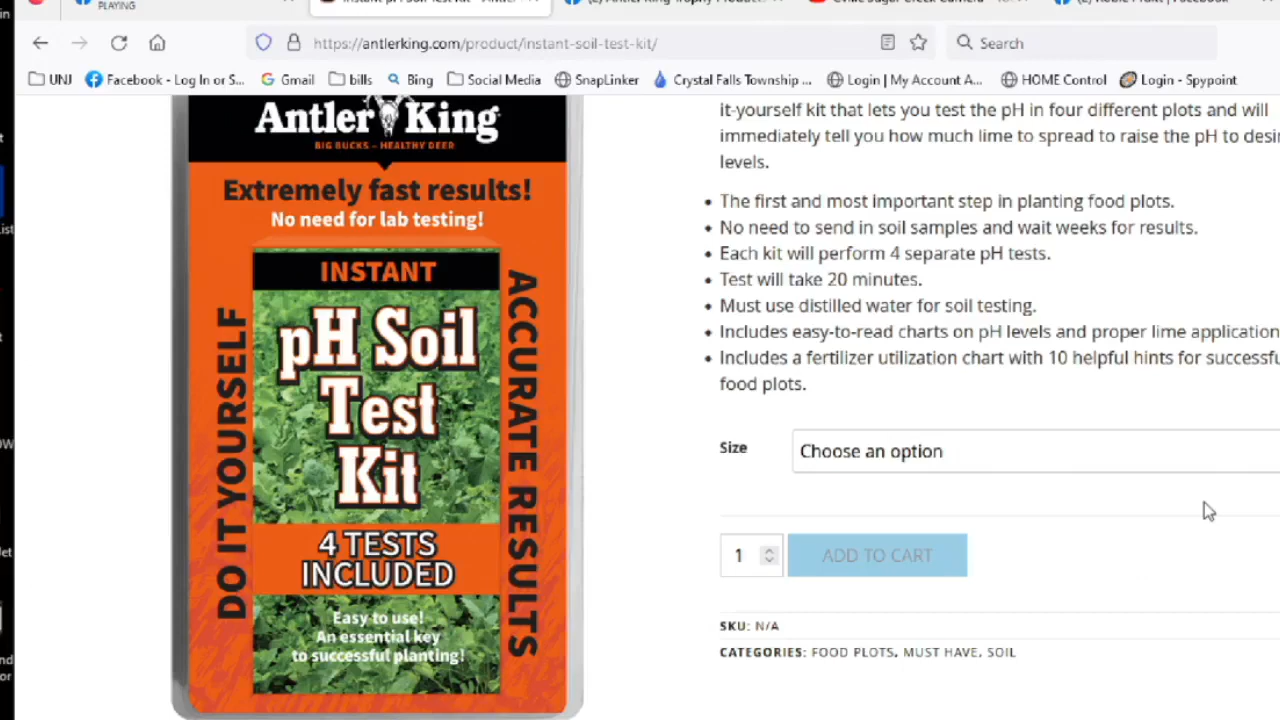 PLAYING
https://antlerking.com/product/instant-soil-test-kit/
Search
UNJ
Facebook - Log In or S...
Gmail
bills
Bing
Social Media
SnapLinker
Crystal Falls Township ...
Login | My Account A...
HOME Control
Login - Spypoint
Antler King
BIG BUCKS – HEALTHY DEER
Extremely fast results!
No need for lab testing!
INSTANT
pH Soil
Test
Kit
DO IT YOURSELF
ACCURATE RESULTS
4 TESTS
INCLUDED
Easy to use!
An essential key
to successful planting!
it-yourself kit that lets you test the pH in four different plots and will
immediately tell you how much lime to spread to raise the pH to desi
levels.
The first and most important step in planting food plots.
No need to send in soil samples and wait weeks for results.
Each kit will perform 4 separate pH tests.
Test will take 20 minutes.
Must use distilled water for soil testing.
Includes easy-to-read charts on pH levels and proper lime application
Includes a fertilizer utilization chart with 10 helpful hints for successfu
food plots.
Size
Choose an option
1
ADD TO CART
SKU: N/A
CATEGORIES: FOOD PLOTS, MUST HAVE, SOIL